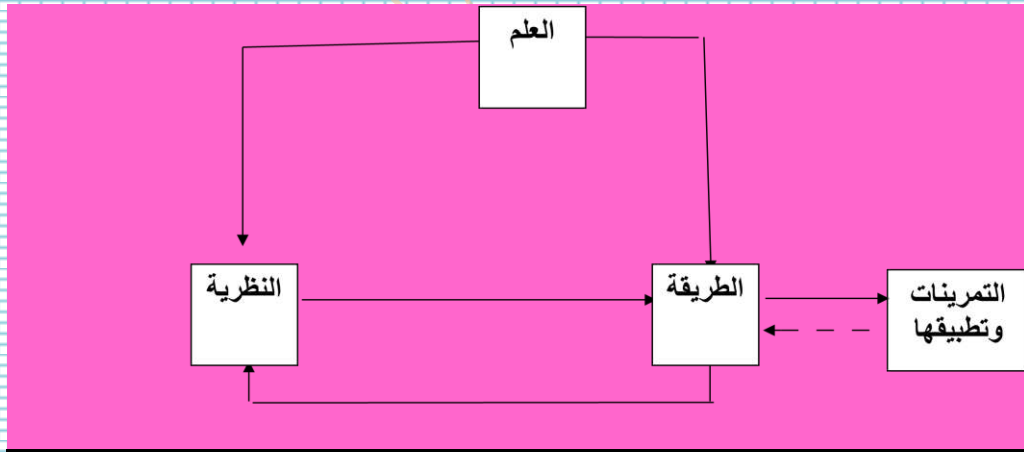 العلم
النظرية
الطريقة
التمرينات
وتطبيقها